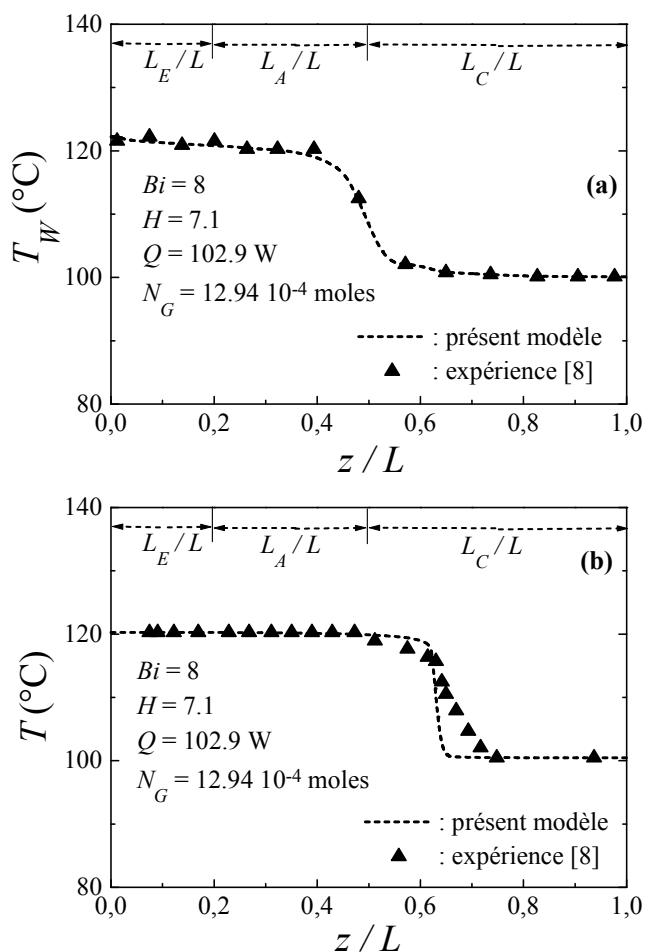 140
L_E / L L_A / L L_C / L
(a)
120
Bi = 8
H = 7.1
Q = 102.9 W
N_G = 12.94 10⁻⁴ moles
T_W (°C)
100
: présent modèle
: expérience [8]
80
0,0 0,2 0,4 0,6 0,8 1,0
z / L
140
L_E / L L_A / L L_C / L
(b)
120
Bi = 8
H = 7.1
Q = 102.9 W
N_G = 12.94 10⁻⁴ moles
T (°C)
100
: présent modèle
: expérience [8]
80
0,0 0,2 0,4 0,6 0,8 1,0
z / L